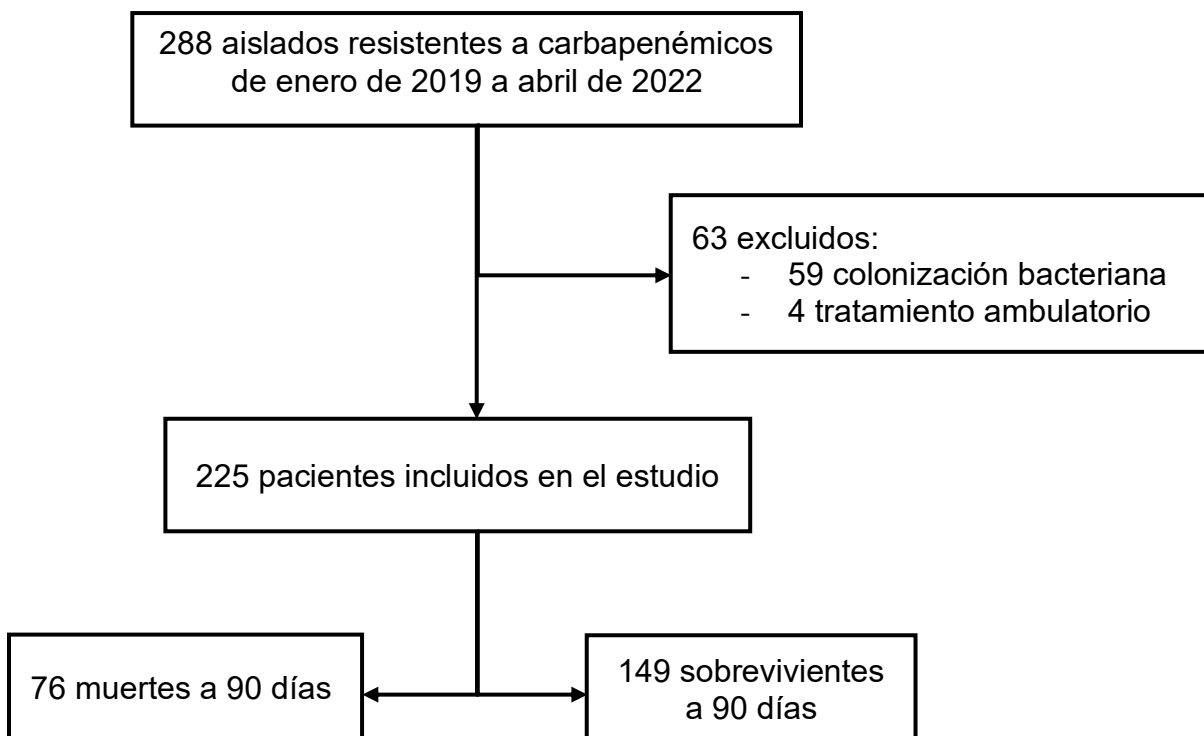 288 aislados resistentes a carbapenémicos
de enero de 2019 a abril de 2022
63 excluidos:
- 59 colonización bacteriana
- 4 tratamiento ambulatorio
225 pacientes incluidos en el estudio
76 muertes a 90 días
149 sobrevivientes
a 90 días